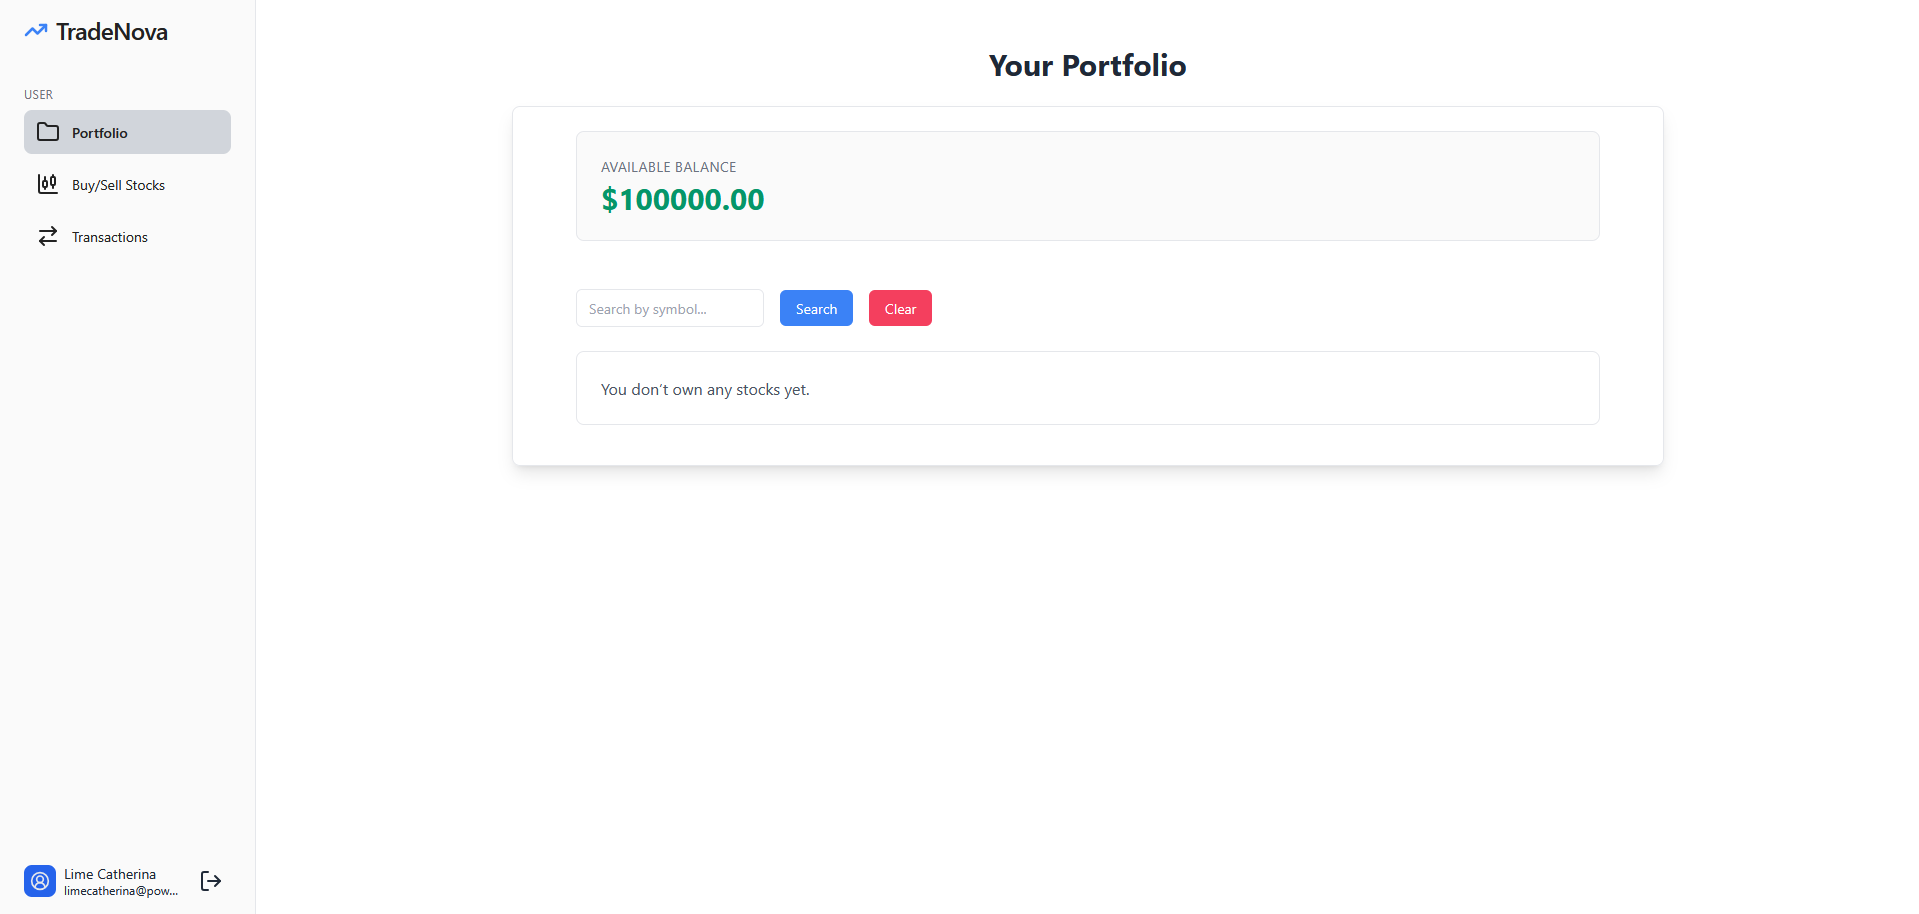 TradeNova
USER
Portfolio
Buy/Sell Stocks
Transactions
Lime Catherina
limecatherina@pow...
Your Portfolio
AVAILABLE BALANCE
$100000.00
Search by symbol...
Search
Clear
You don’t own any stocks yet.